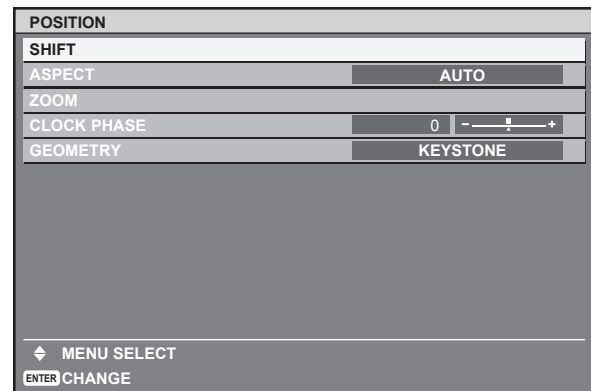 POSITION
SHIFT
ASPECT AUTO
ZOOM
CLOCK PHASE 0 - +
GEOMETRY KEYSTONE
MENU SELECT
ENTER CHANGE